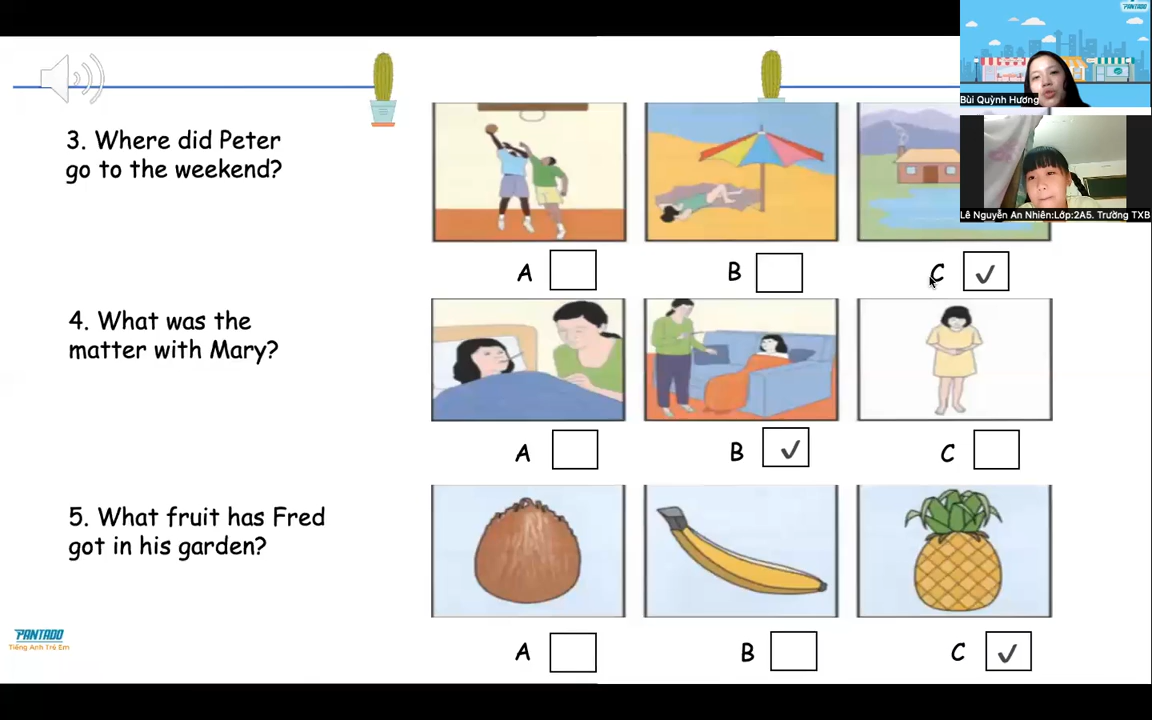 PANTADO
Bùi Quỳnh Hương
3. Where did Peter
go to the weekend?
Lê Nguyễn An Nhiên:Lớp:2A5. Trường TXB
A
B
C
4. What was the
matter with Mary?
A
B
C
5. What fruit has Fred
got in his garden?
PANTADO
Tiếng Anh Trẻ Em
A
B
C